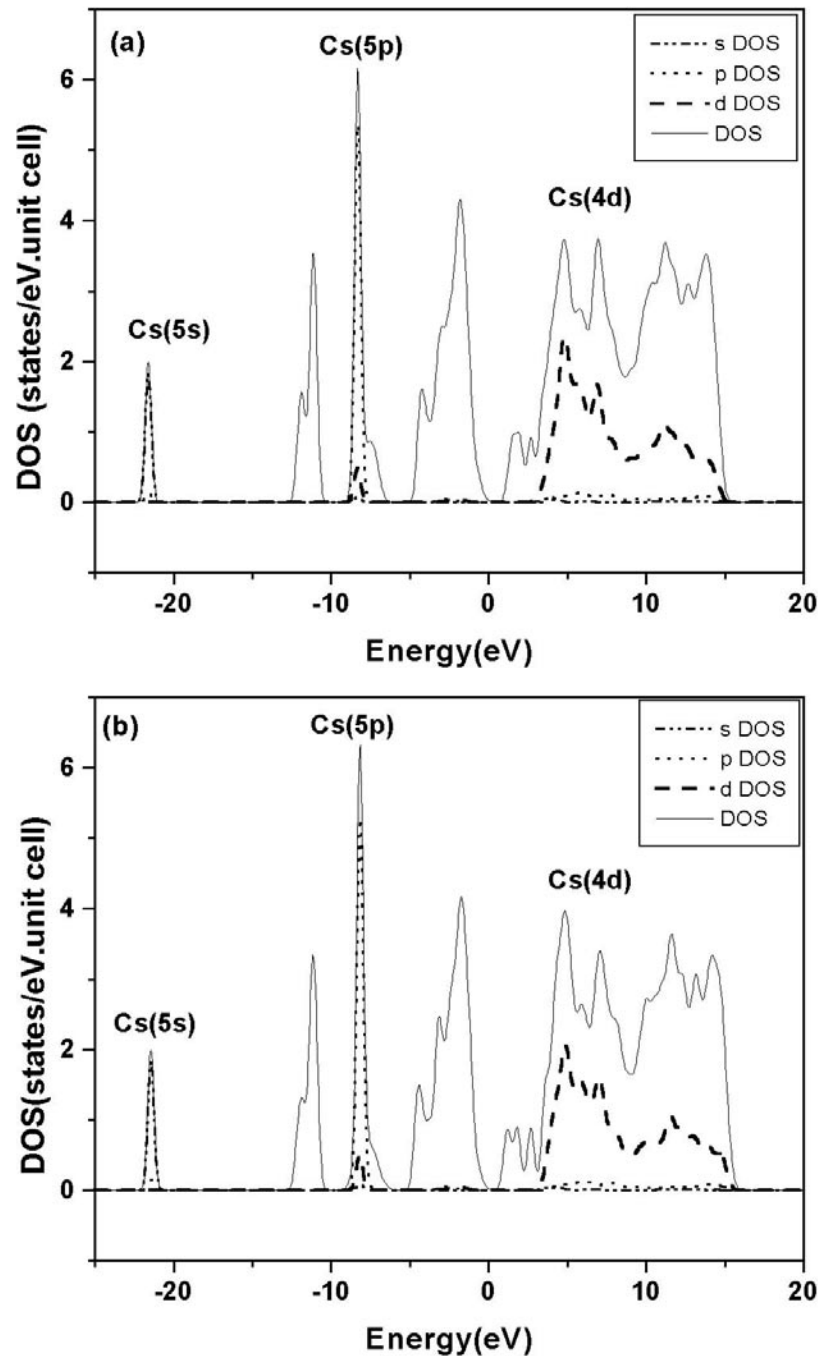 (a)
Cs(5p)
s DOS
p DOS
d DOS
DOS
Cs(4d)
Cs(5s)
DOS (states/eV.unit cell)
6
4
2
0
-20
-10
0
10
20
Energy(eV)
(b)
Cs(5p)
s DOS
p DOS
d DOS
DOS
Cs(4d)
Cs(5s)
DOS(states/eV.unit cell)
6
4
2
0
-20
-10
0
10
20
Energy(eV)